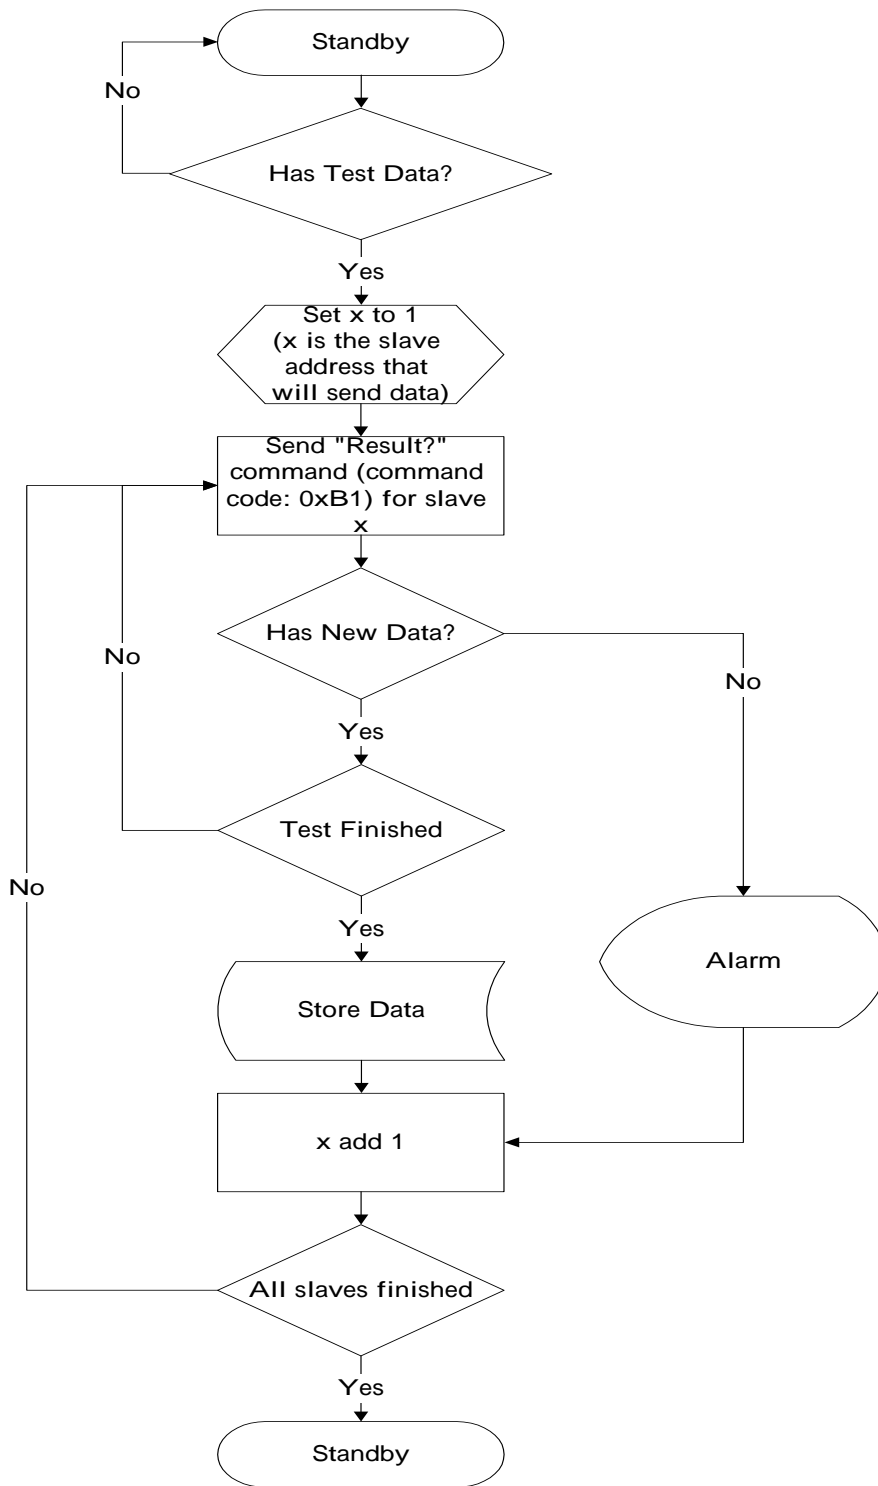 Standby
No
Has Test Data?
Yes
Set x to 1
(x is the slave
address that
will send data)
Send "Result?"
command (command
code: 0xB1) for slave
x
Has New Data?
No
No
Yes
Test Finished
No
Yes
Alarm
Store Data
x add 1
All slaves finished
Yes
Standby